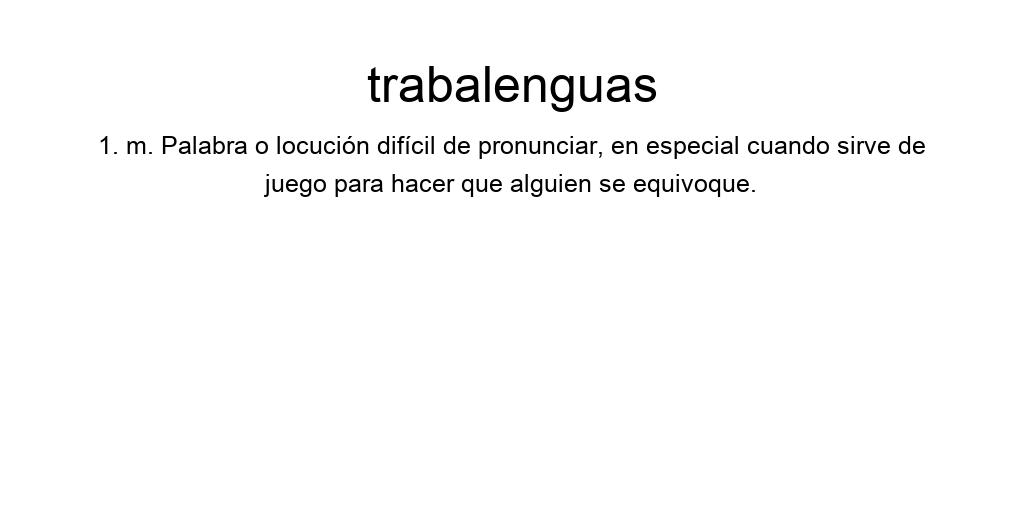 trabalenguas
1. m. Palabra o locución difícil de pronunciar, en especial cuando sirve de
juego para hacer que alguien se equivoque.